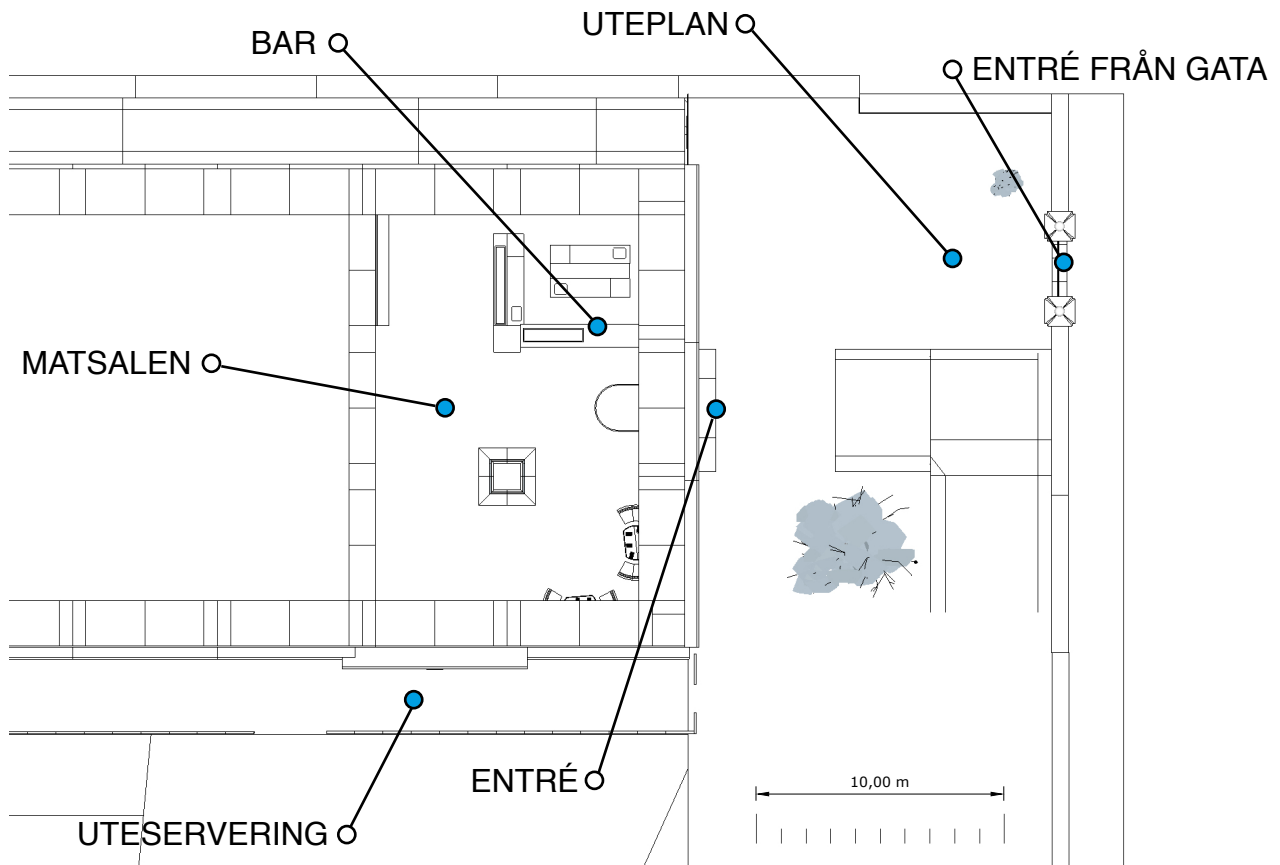 UTEPLAN
BAR
ENTRÉ FRÅN GATA
MATSALEN
ENTRÉ
10,00 m
UTESERVERING